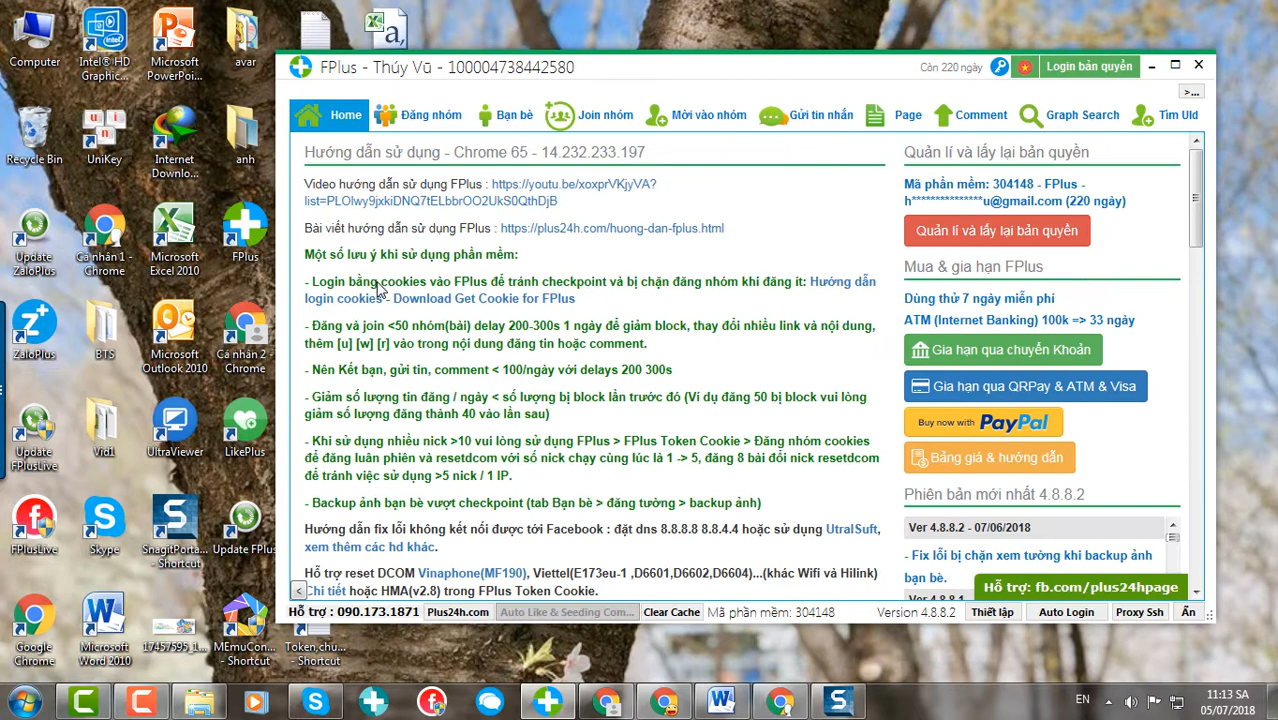 Computer
Intel® HD
Graphic...
Microsoft
PowerPoi...
avar
a,
Recycle Bin
UniKey
Internet
Downlo...
anh
Update
ZaloPlus
Cá nhân 1 -
Chrome
Microsoft
Excel 2010
FPlus
ZaloPlus
BTS
Microsoft
Outlook 2010
Cá nhân 2 -
Chrome
Update
FPlusLive
Vid1
UltraViewer
LikePlus
FPlusLive
Skype
SnagitPorta...
- Shortcut
Update FPlus
Google
Chrome
Microsoft
Word 2010
17457595_1...
MEmuCon...
- Shortcut
Token,chu...
- Shortcut
FPlus - Thúy Vũ - 100004738442580
Còn 220 ngày
Login bản quyền
>...
Home
Đăng nhóm
Bạn bè
Join nhóm
Mời vào nhóm
Gửi tin nhắn
Page
Comment
Graph Search
Tìm UId
Hướng dẫn sử dụng - Chrome 65 - 14.232.233.197
Video hướng dẫn sử dụng FPlus : https://youtu.be/xoxprVKjyVA?
list=PLOlwy9jxkiDNQ7tELbbrOO2UkS0QthDjB
Bài viết hướng dẫn sử dụng FPlus : https://plus24h.com/huong-dan-fplus.html
Một số lưu ý khi sử dụng phần mềm:
- Login bằng cookies vào FPlus để tránh checkpoint và bị chặn đăng nhóm khi đăng ít: Hướng dẫn
login cookies - Download Get Cookie for FPlus
- Đăng và join <50 nhóm(bài) delay 200-300s 1 ngày để giảm block, thay đổi nhiều link và nội dung,
thêm [u] [w] [r] vào trong nội dung đăng tin hoặc comment.
- Nên Kết bạn, gửi tin, comment < 100/ngày với delays 200 300s
- Giảm số lượng tin đăng / ngày < số lượng bị block lần trước đó (Ví dụ đăng 50 bị block vui lòng
giảm số lượng đăng thành 40 vào lần sau)
- Khi sử dụng nhiều nick >10 vui lòng sử dụng FPlus > FPlus Token Cookie > Đăng nhóm cookies
để đăng luân phiên và resetdcom với số nick chạy cùng lúc là 1 -> 5, đăng 8 bài đổi nick resetdcom
để tránh việc sử dụng >5 nick / 1 IP.
- Backup ảnh bạn bè vượt checkpoint (tab Bạn bè > đăng tường > backup ảnh)
Hướng dẫn fix lỗi không kết nối được tới Facebook : đặt dns 8.8.8.8 8.8.4.4 hoặc sử dụng UtralSuft,
xem thêm các hd khác.
Hỗ trợ reset DCOM Vinaphone(MF190), Viettel(E173eu-1 ,D6601,D6602,D6604)...(khác Wifi và Hilink)
Chi tiết hoặc HMA(v2.8) trong FPlus Token Cookie.
Quản lí và lấy lại bản quyền
Mã phần mềm: 304148 - FPlus -
h***************u@gmail.com (220 ngày)
Quản lí và lấy lại bản quyền
Mua & gia hạn FPlus
Dùng thử 7 ngày miễn phí
ATM (Internet Banking) 100k => 33 ngày
Gia hạn qua chuyển Khoản
Gia hạn qua QRPay & ATM & Visa
Buy now with PayPal
Bảng giá & hướng dẫn
Phiên bản mới nhất 4.8.8.2
Ver 4.8.8.2 - 07/06/2018
- Fix lỗi bị chặn xem tường khi backup ảnh
bạn bè.
Hỗ trợ: fb.com/plus24hpage
Hỗ trợ : 090.173.1871
Plus24h.com
Auto Like & Seeding Com...
Clear Cache
Mã phần mềm: 304148
Version 4.8.8.2
Thiết lập
Auto Login
Proxy Ssh
Ẩn
EN
11:13 SA
05/07/2018